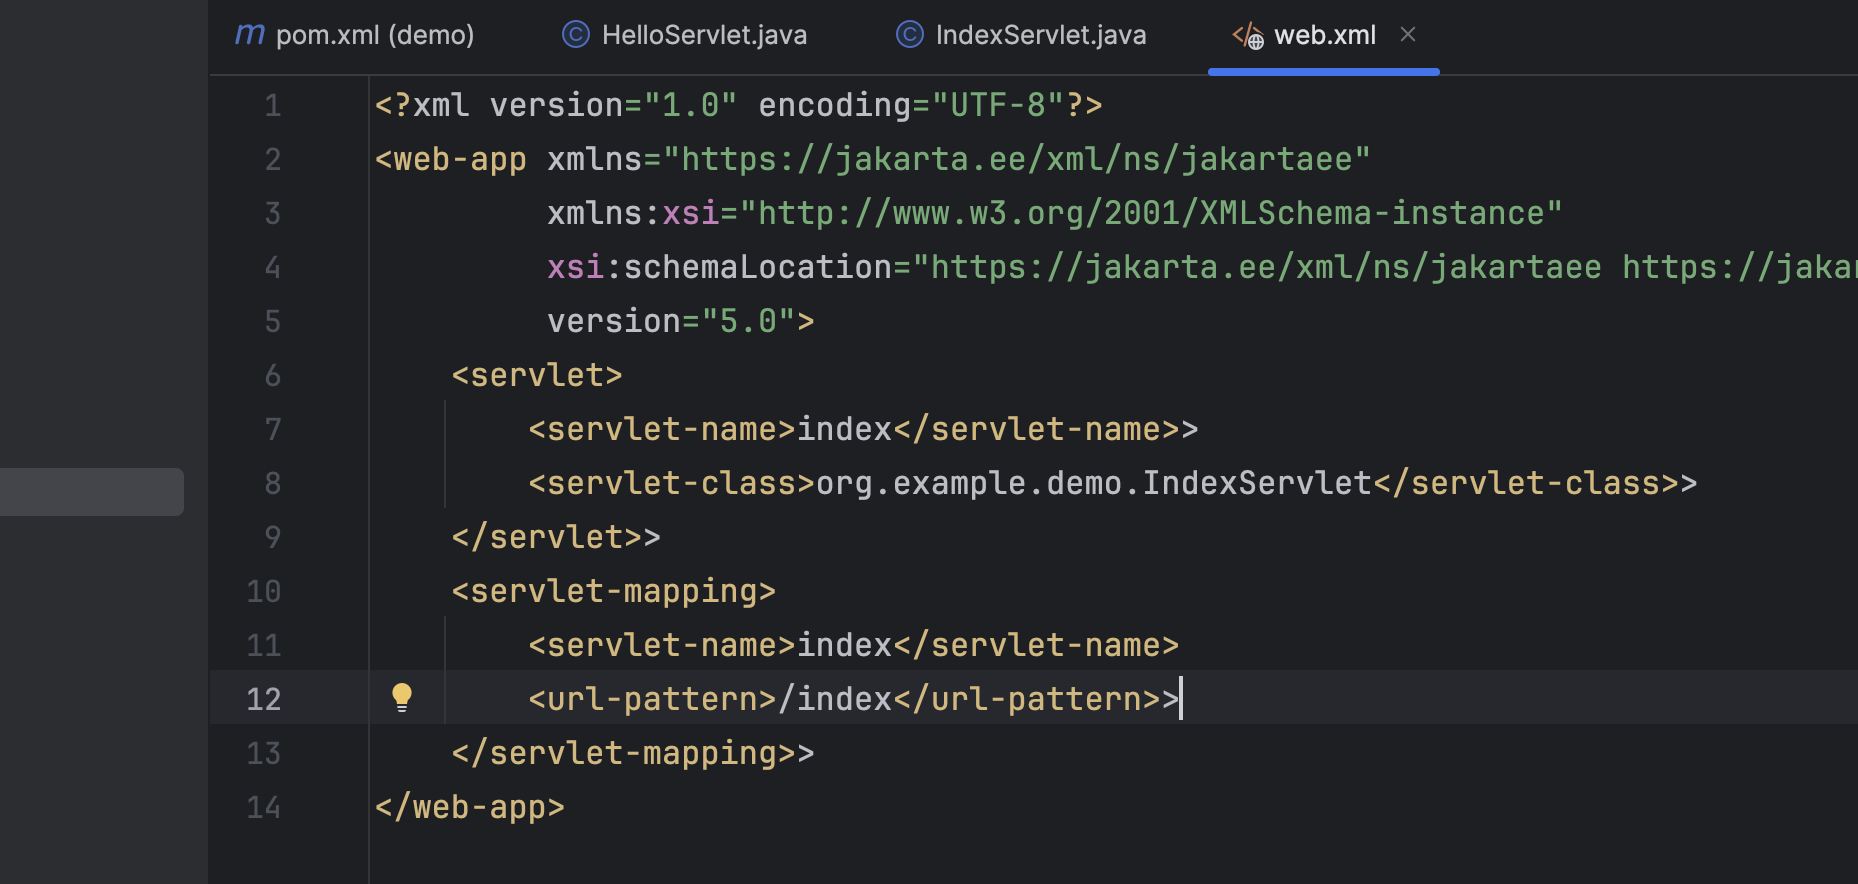 m pom.xml (demo) C HelloServlet.java C IndexServlet.java web.xml
1 <?xml version="1.0" encoding="UTF-8"?>
2 <web-app xmlns="https://jakarta.ee/xml/ns/jakartaee"
3 xmlns:xsi="http://www.w3.org/2001/XMLSchema-instance"
4 xsi:schemaLocation="https://jakarta.ee/xml/ns/jakartaee https://jaka
5 version="5.0">
6 <servlet>
7 <servlet-name>index</servlet-name>>
8 <servlet-class>org.example.demo.IndexServlet</servlet-class>>
9 </servlet>>
10 <servlet-mapping>
11 <servlet-name>index</servlet-name>
12 <url-pattern>/index</url-pattern>>
13 </servlet-mapping>>
14 </web-app>